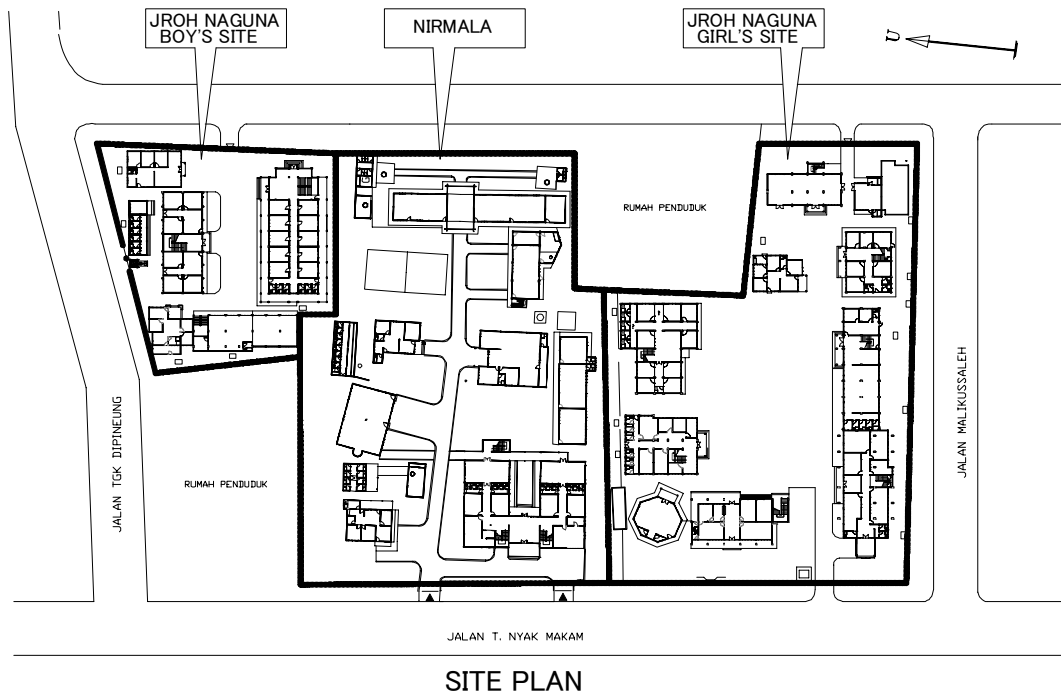 JROH NAGUNA
BOY'S SITE
NIRMALA
JROH NAGUNA
GIRL'S SITE
U
RUMAH PENDUDUK
JALAN TGK DIPINEUNG
RUMAH PENDUDUK
JALAN MALIKUSSALEH
JALAN T. NYAK MAKAM
SITE PLAN